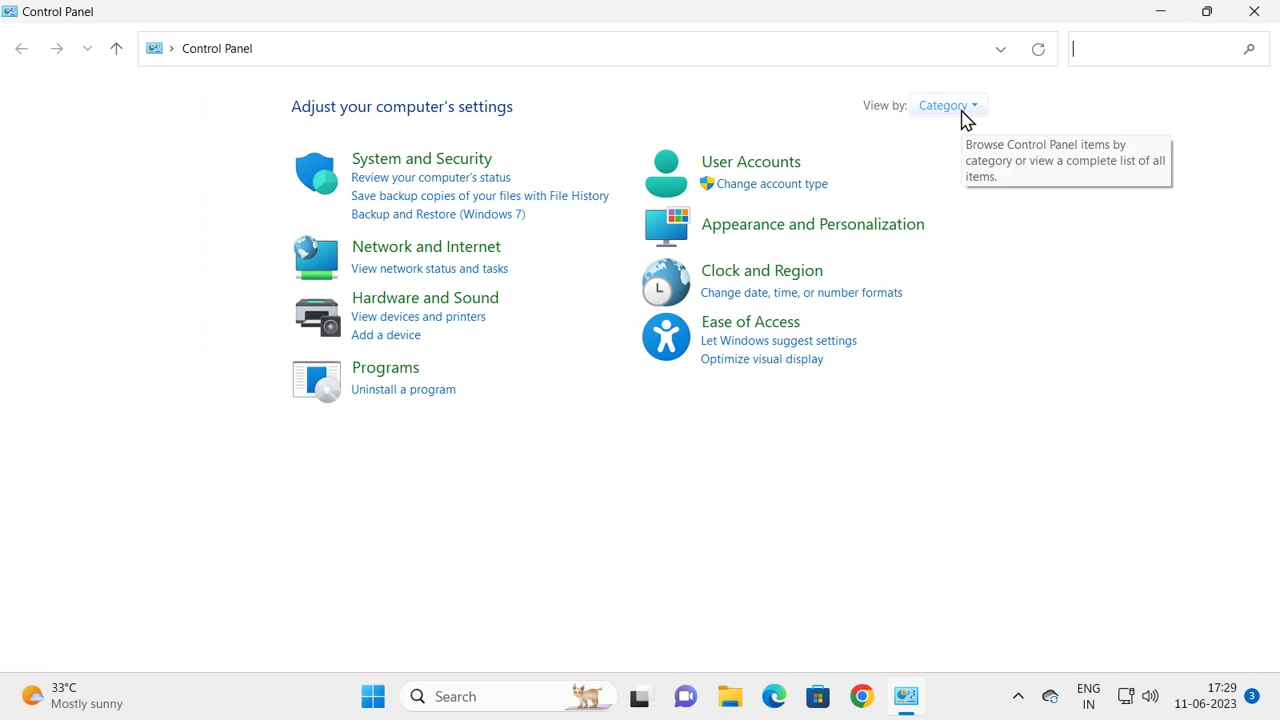 Control Panel
Control Panel
Adjust your computer's settings
View by: Category
Browse Control Panel items by
category or view a complete list of all
items.
System and Security
Review your computer's status
Save backup copies of your files with File History
Backup and Restore (Windows 7)
Network and Internet
View network status and tasks
Hardware and Sound
View devices and printers
Add a device
Programs
Uninstall a program
User Accounts
Change account type
Appearance and Personalization
Clock and Region
Change date, time, or number formats
Ease of Access
Let Windows suggest settings
Optimize visual display
33°C
Mostly sunny
Search
ENG
IN
17:29
11-06-2023
3